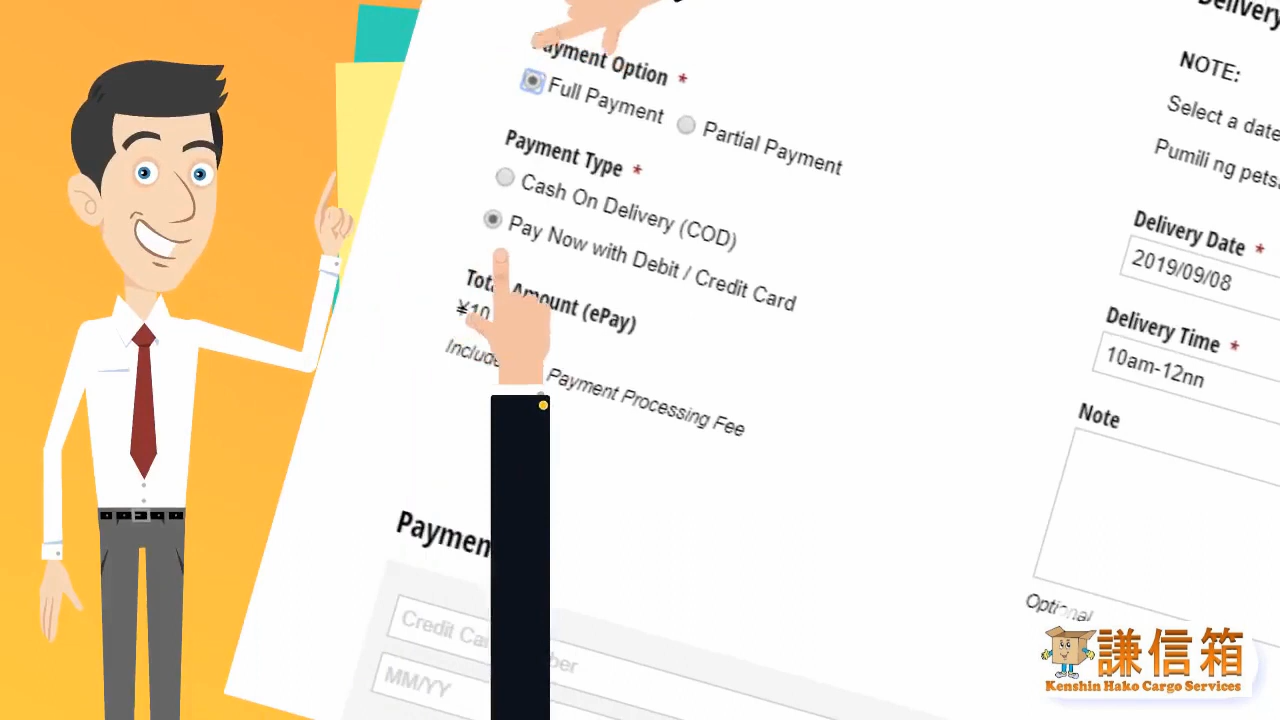 Payment Option *
Full Payment
Partial Payment
Payment Type *
Cash On Delivery (COD)
Pay Now with Debit / Credit Card
Amount (ePay)
¥10
Payment Processing Fee
Credit
MM/YY
Delivery
NOTE:
Select a date
Pumili ng
Delivery Date *
2019/09/08
Delivery Time *
10am-12nn
Note
Optional
謙信箱
Kenshin Hako Cargo Services